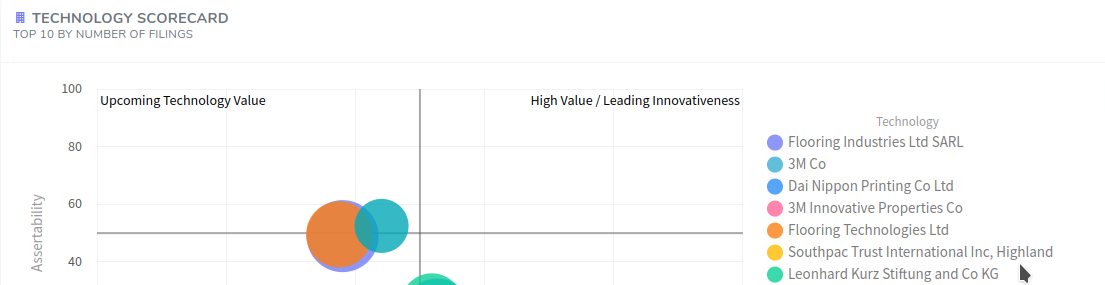 TECHNOLOGY SCORECARD
TOP 10 BY NUMBER OF FILINGS
100
80
60
40
Assertability
Upcoming Technology Value
High Value / Leading Innovativeness
Technology
Flooring Industries Ltd SARL
3M Co
Dai Nippon Printing Co Ltd
3M Innovative Properties Co
Flooring Technologies Ltd
Southpac Trust International Inc, Highland
Leonhard Kurz Stiftung and Co KG